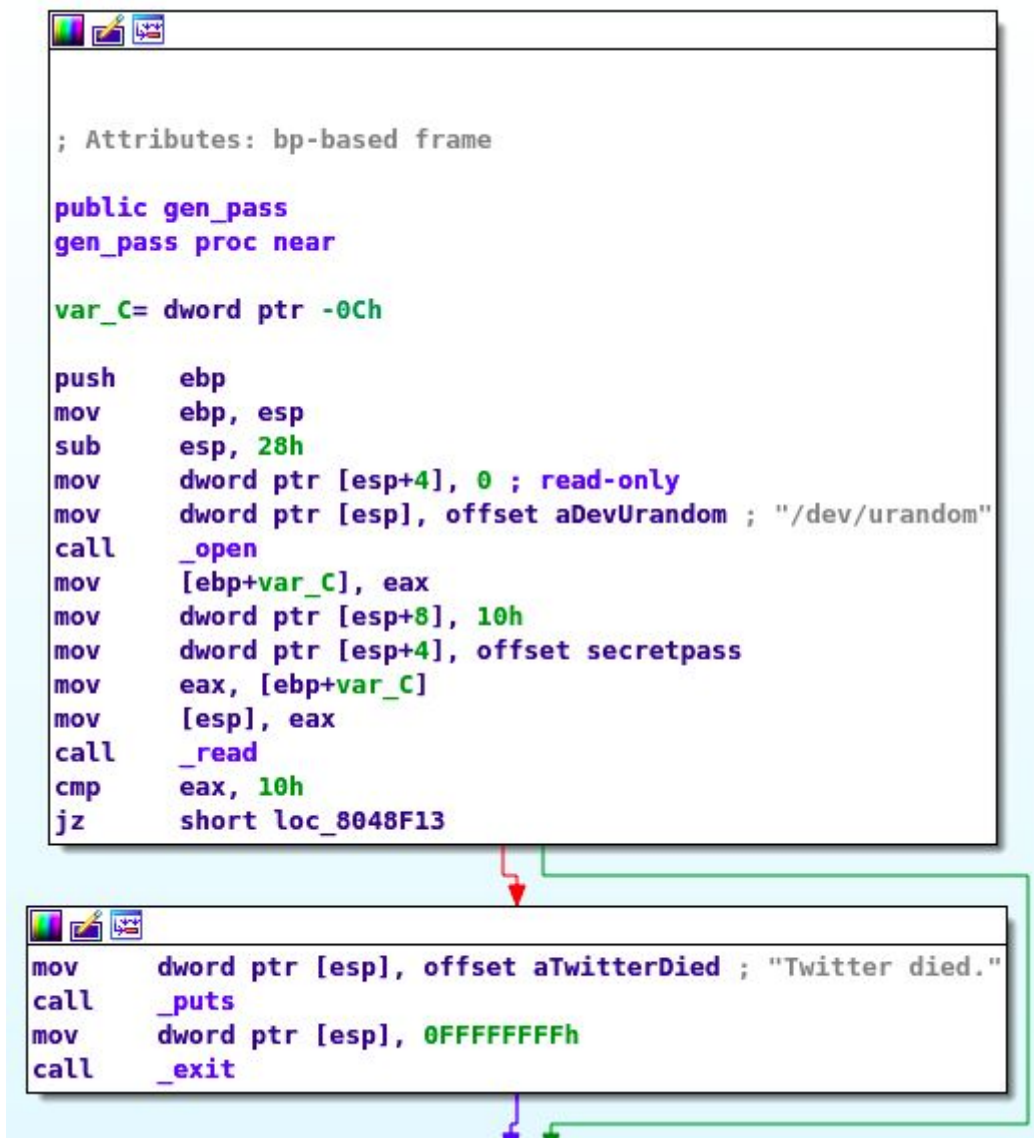 ; Attributes: bp-based frame
public gen_pass
gen_pass proc near
var_C= dword ptr -0Ch
push ebp
mov ebp, esp
sub esp, 28h
mov dword ptr [esp+4], 0 ; read-only
mov dword ptr [esp], offset aDevUrandom ; "/dev/urandom"
call _open
mov [ebp+var_C], eax
mov dword ptr [esp+8], 10h
mov dword ptr [esp+4], offset secretpass
mov eax, [ebp+var_C]
mov [esp], eax
call _read
cmp eax, 10h
jz short loc_8048F13
mov dword ptr [esp], offset aTwitterDied ; "Twitter died."
call _puts
mov dword ptr [esp], 0FFFFFFFFh
call _exit